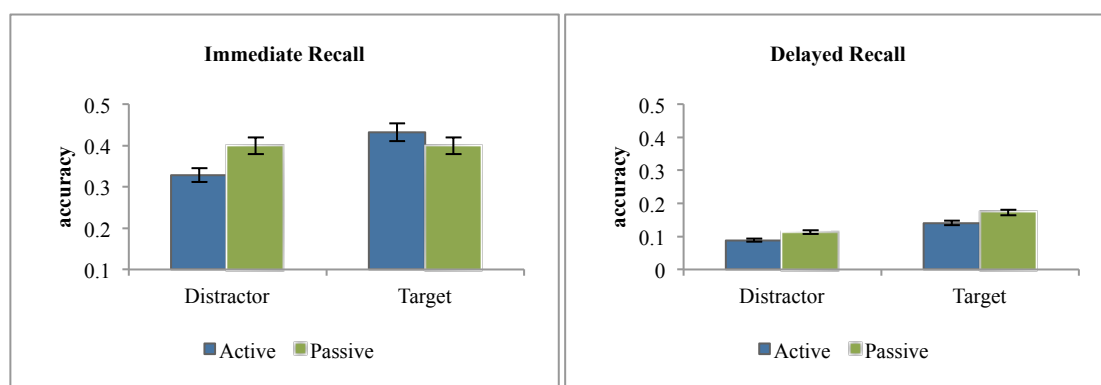 Immediate Recall
accuracy
0.5
0.4
0.3
0.2
0.1
Distractor Target
Active Passive
Delayed Recall
accuracy
0.5
0.4
0.3
0.2
0.1
0
Distractor Target
Active Passive